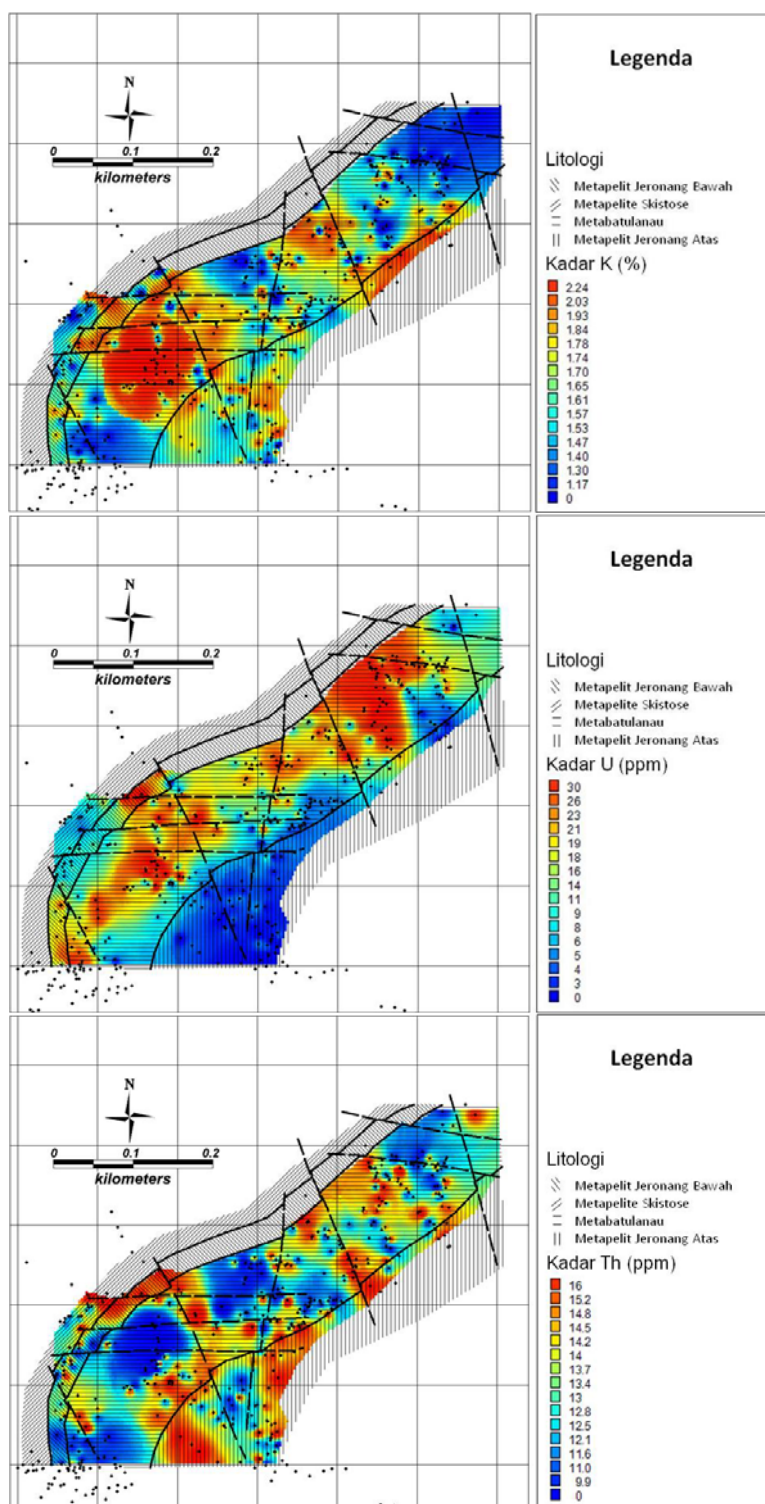 N
0 0.1 0.2
kilometers
Legenda
Litologi
Metapelit Jeronang Bawah
Metapelite Skistose
Metabatulanau
Metapelit Jeronang Atas
Kadar K (%)
2.24
2.03
1.93
1.84
1.78
1.74
1.70
1.65
1.61
1.57
1.53
1.47
1.40
1.30
1.17
0
N
0 0.1 0.2
kilometers
Legenda
Litologi
Metapelit Jeronang Bawah
Metapelite Skistose
Metabatulanau
Metapelit Jeronang Atas
Kadar U (ppm)
30
26
23
21
19
18
16
14
11
9
8
6
5
4
3
0
N
0 0.1 0.2
kilometers
Legenda
Litologi
Metapelit Jeronang Bawah
Metapelite Skistose
Metabatulanau
Metapelit Jeronang Atas
Kadar Th (ppm)
16
15.2
14.8
14.5
14.2
14
13.7
13.4
13
12.8
12.5
12.1
11.6
11.0
9.9
0